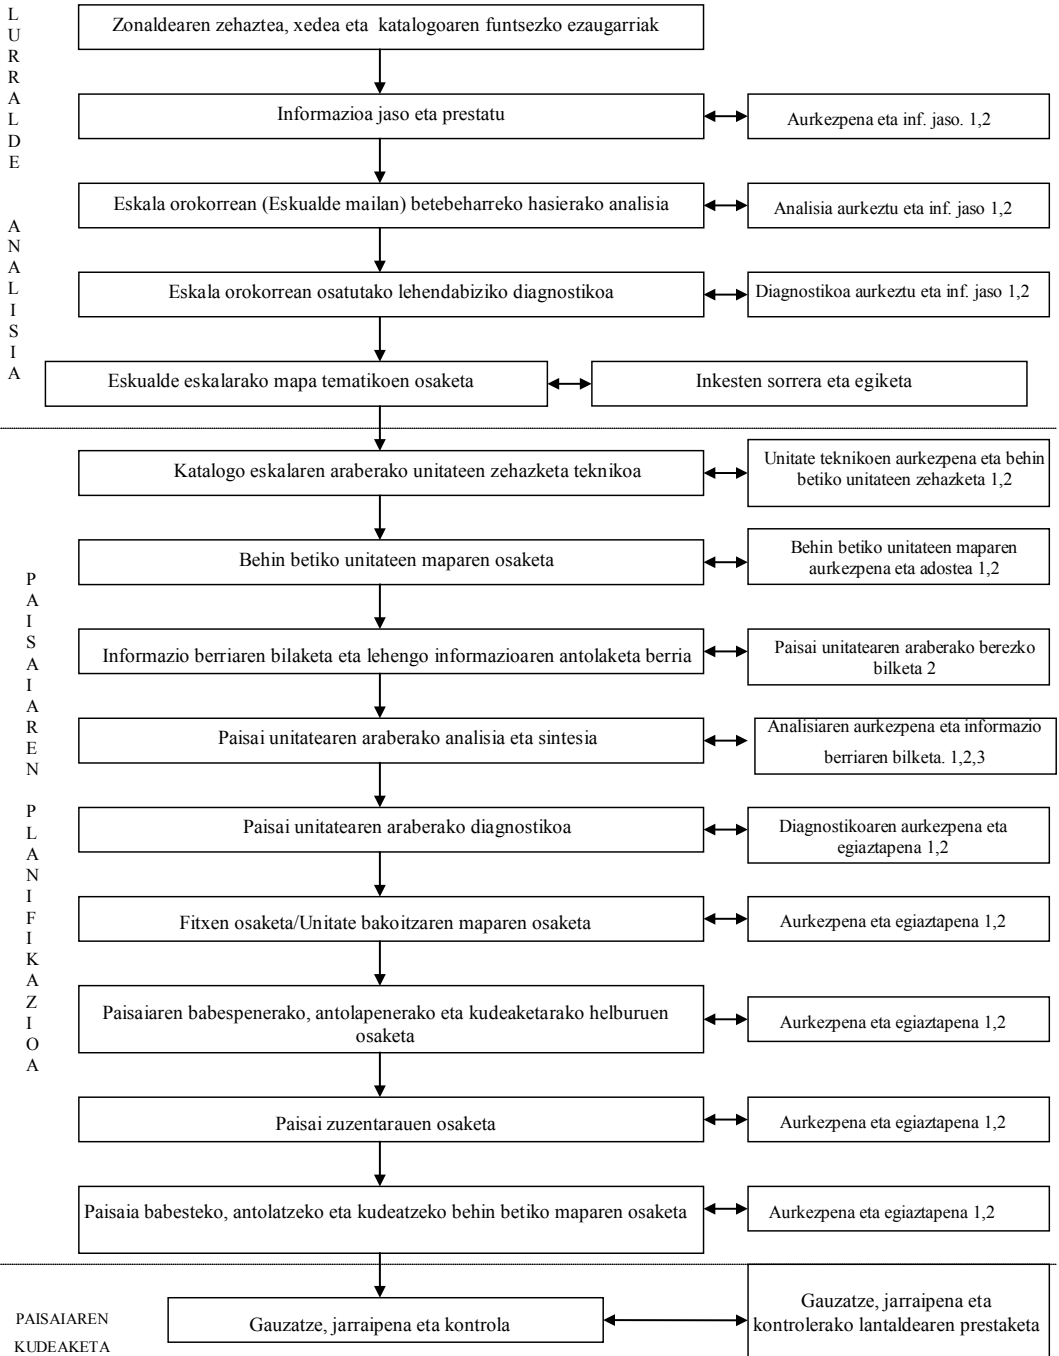 LURRALDE ANALISIA
Zonaldearen zehaztea, xedea eta katalogoaren funtsezko ezaugarriak
Informazioa jaso eta prestatu
Aurkezpena eta inf. jaso. 1,2
Eskala orokorrean (Eskualde mailan) betebeharreko hasierako analisia
Analisia aurkeztu eta inf. jaso 1,2
Eskala orokorrean osatutako lehendabiziko diagnostikoa
Diagnostikoa aurkeztu eta inf. jaso 1,2
Eskualde eskalarako mapa tematikoen osaketa
Inkesten sorrera eta egiketa
PAISAIAREN PLANIFIKAZIOA
Katalogo eskalaren araberako unitateen zehazketa teknikoa
Unitate teknikoen aurkezpena eta behin
betiko unitateen zehazketa 1,2
Behin betiko unitateen maparen osaketa
Behin betiko unitateen maparen
aurkezpena eta adostea 1,2
Informazio berriaren bilaketa eta lehengo informazioaren antolaketa berria
Paisai unitatearen araberako berezko
bilketa 2
Paisai unitatearen araberako analisia eta sintesia
Analisiaren aurkezpena eta informazio
berriaren bilketa. 1,2,3
Paisai unitatearen araberako diagnostikoa
Diagnostikoaren aurkezpena eta
egiaztapena 1,2
Fitxen osaketa/Unitate bakoitzaren maparen osaketa
Aurkezpena eta egiaztapena 1,2
Paisaiaren babespenerako, antolapenerako eta kudeaketarako helburuen
osaketa
Aurkezpena eta egiaztapena 1,2
Paisai zuzentarauen osaketa
Aurkezpena eta egiaztapena 1,2
Paisaia babesteko, antolatzeko eta kudeatzeko behin betiko maparen osaketa
Aurkezpena eta egiaztapena 1,2
PAISAIAREN
KUDEAKETA
Gauzatze, jarraipena eta kontrola
Gauzatze, jarraipena eta
kontrolerako lantaldearen prestaketa